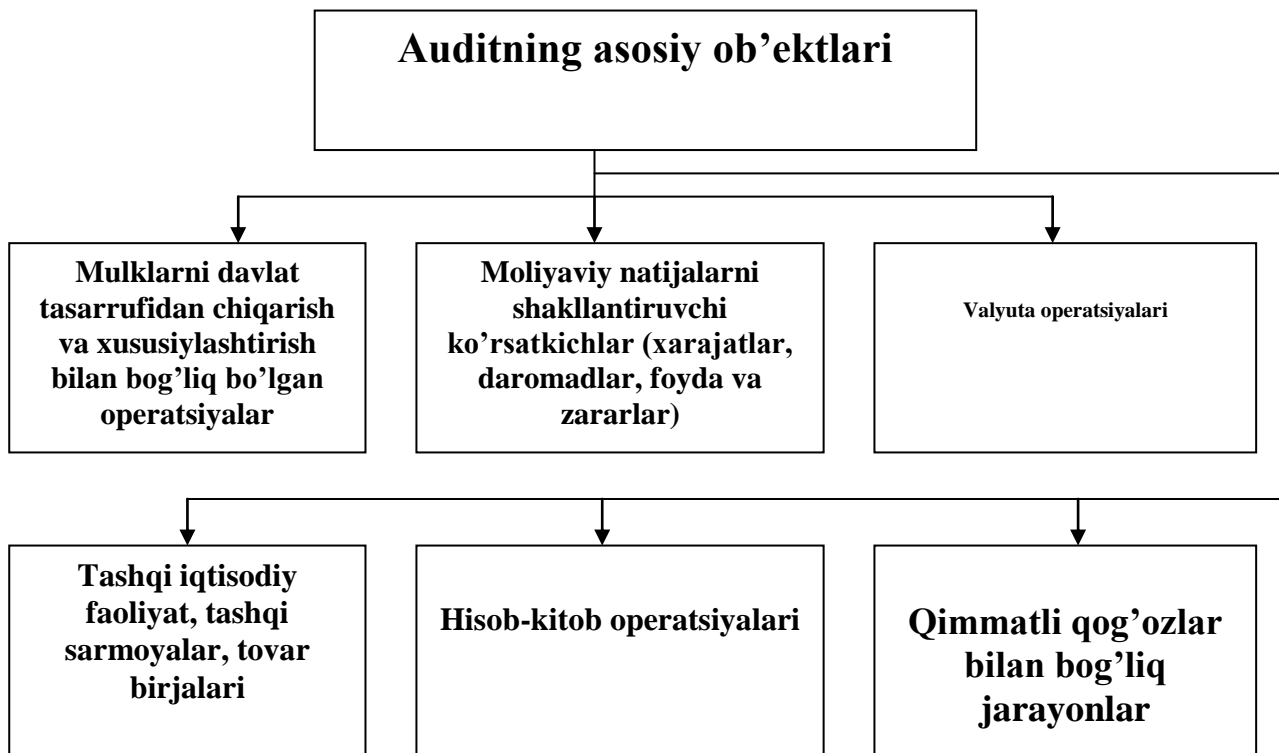 Auditning asosiy ob’ektlari
Mulklarni davlat
tasarrufidan chiqarish
va xususiylashtirish
bilan bog’liq bo’lgan
operatsiyalar
Moliyaviy natijalarni
shakllantiruvchi
ko’rsatkichlar (xarajatlar,
daromadlar, foyda va
zararlar)
Valyuta operatsiyalari
Tashqi iqtisodiy
faoliyat, tashqi
sarmoyalar, tovar
birjalari
Hisob-kitob operatsiyalari
Qimmatli qog’ozlar
bilan bog’liq
jarayonlar